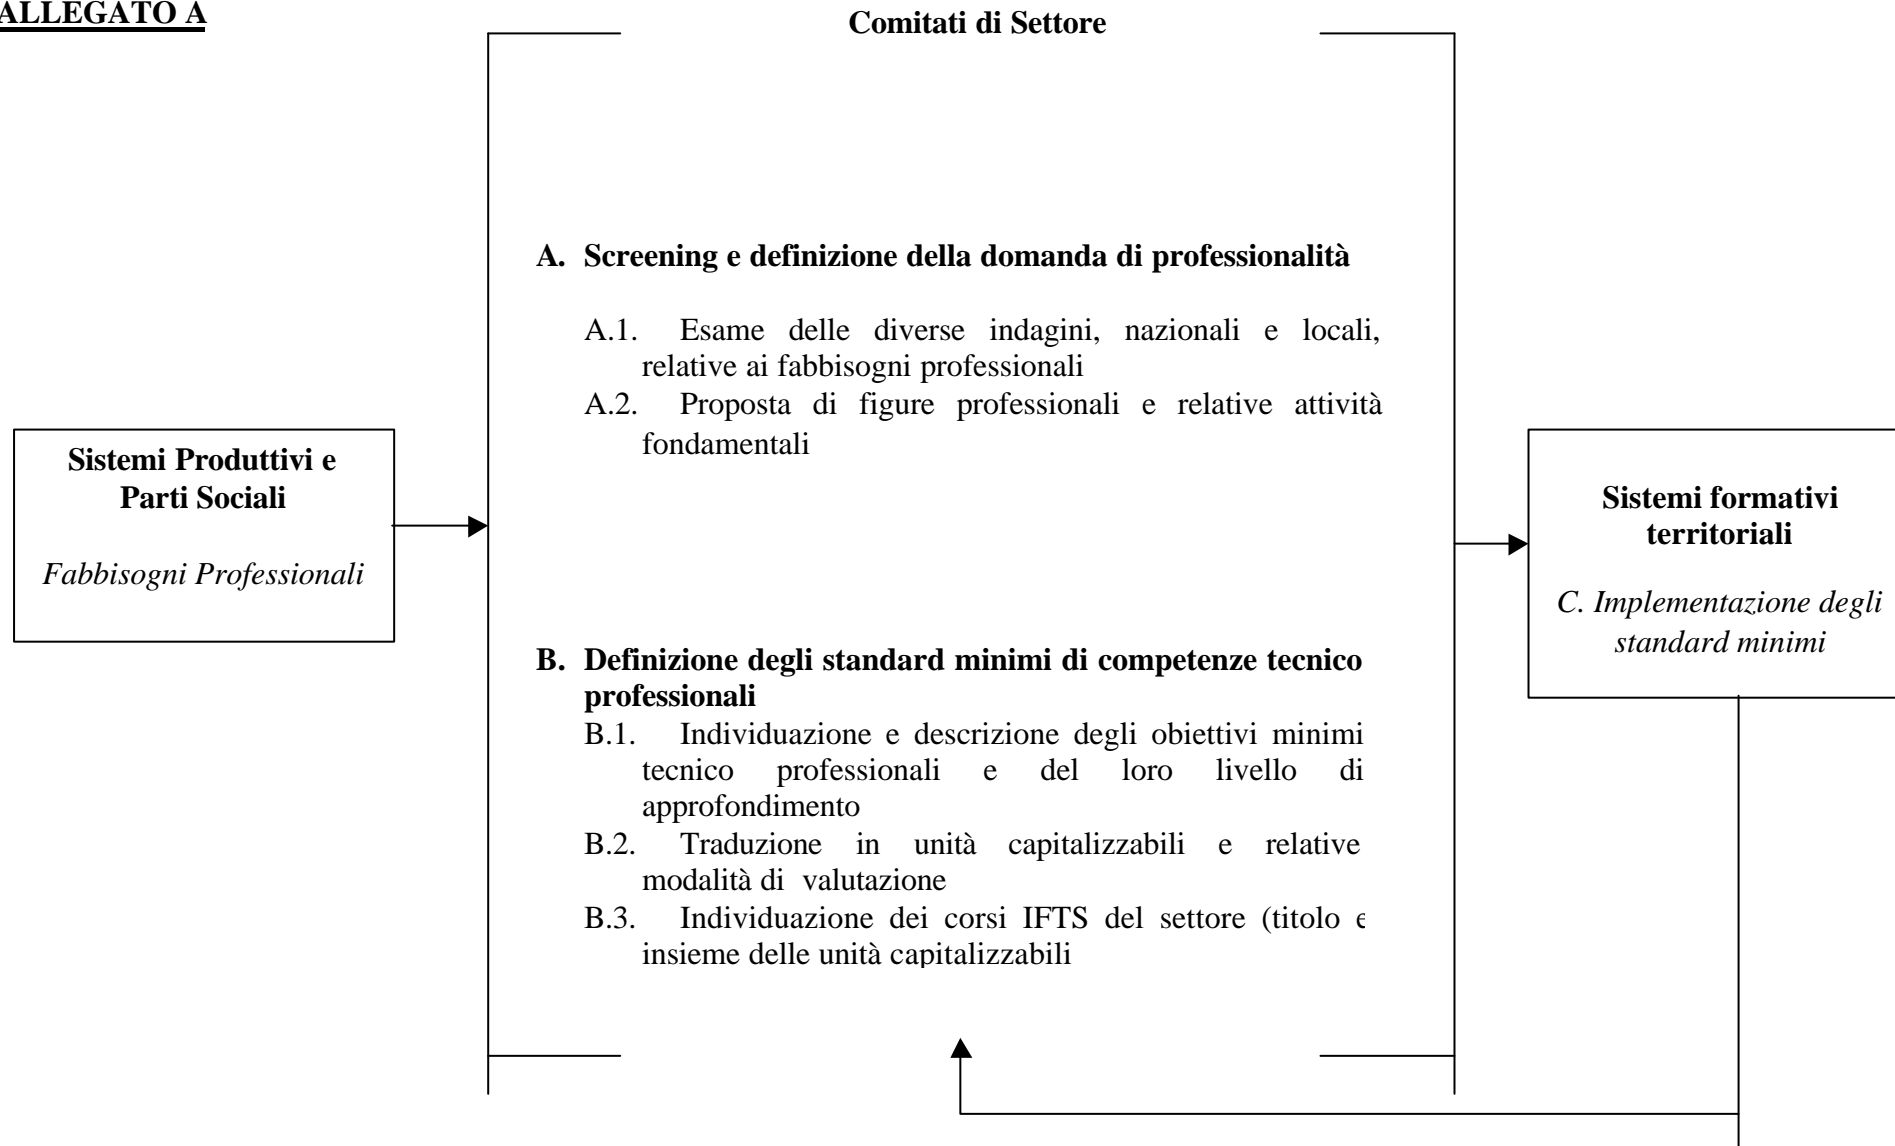 ALLEGATO A
Comitati di Settore
Sistemi Produttivi e
Parti Sociali
Fabbisogni Professionali
A. Screening e definizione della domanda di professionalità
A.1. Esame delle diverse indagini, nazionali e locali,
relative ai fabbisogni professionali
A.2. Proposta di figure professionali e relative attività
fondamentali
B. Definizione degli standard minimi di competenze tecnico
professionali
B.1. Individuazione e descrizione degli obiettivi minimi
tecnico professionali e del loro livello di
approfondimento
B.2. Traduzione in unità capitalizzabili e relative
modalità di valutazione
B.3. Individuazione dei corsi IFTS del settore (titolo e
insieme delle unità capitalizzabili
Sistemi formativi
territoriali
C. Implementazione degli
standard minimi